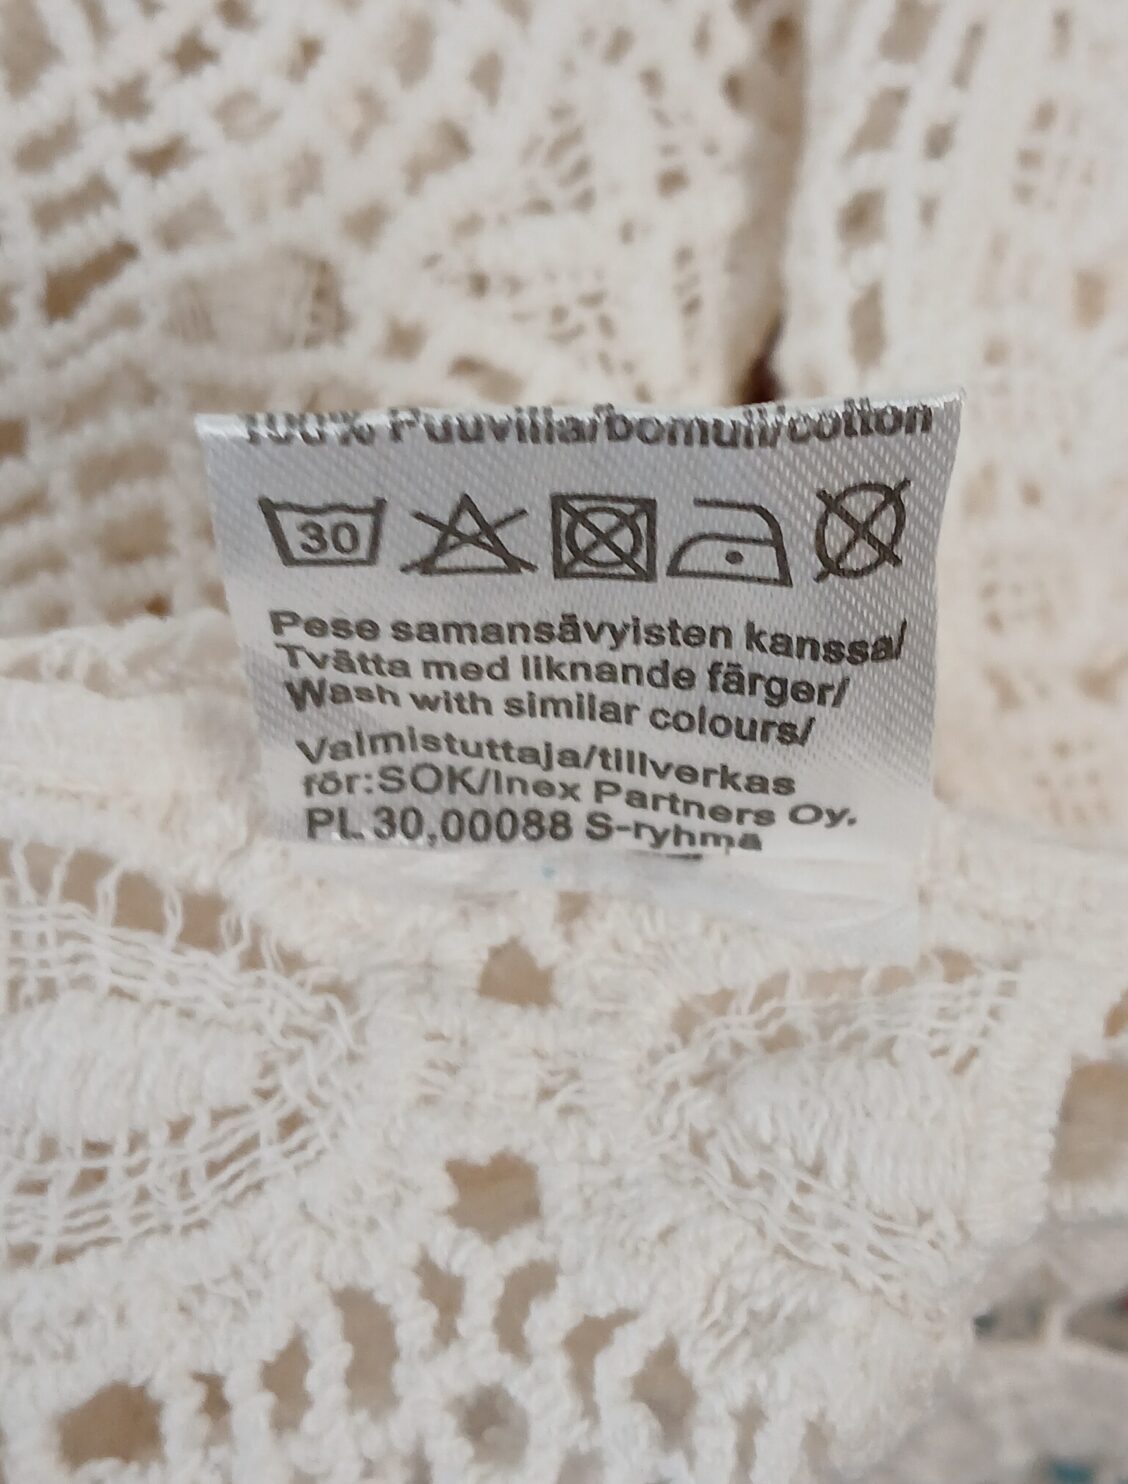 100% Puuvilla/bomull/cotton
30
Pese samansävyisten kanssa/
Tvätta med liknande färger/
Wash with similar colours/
Valmistuttaja/tillverkas
för:SOK/Inex Partners Oy.
PL 30,00088 S-ryhmä